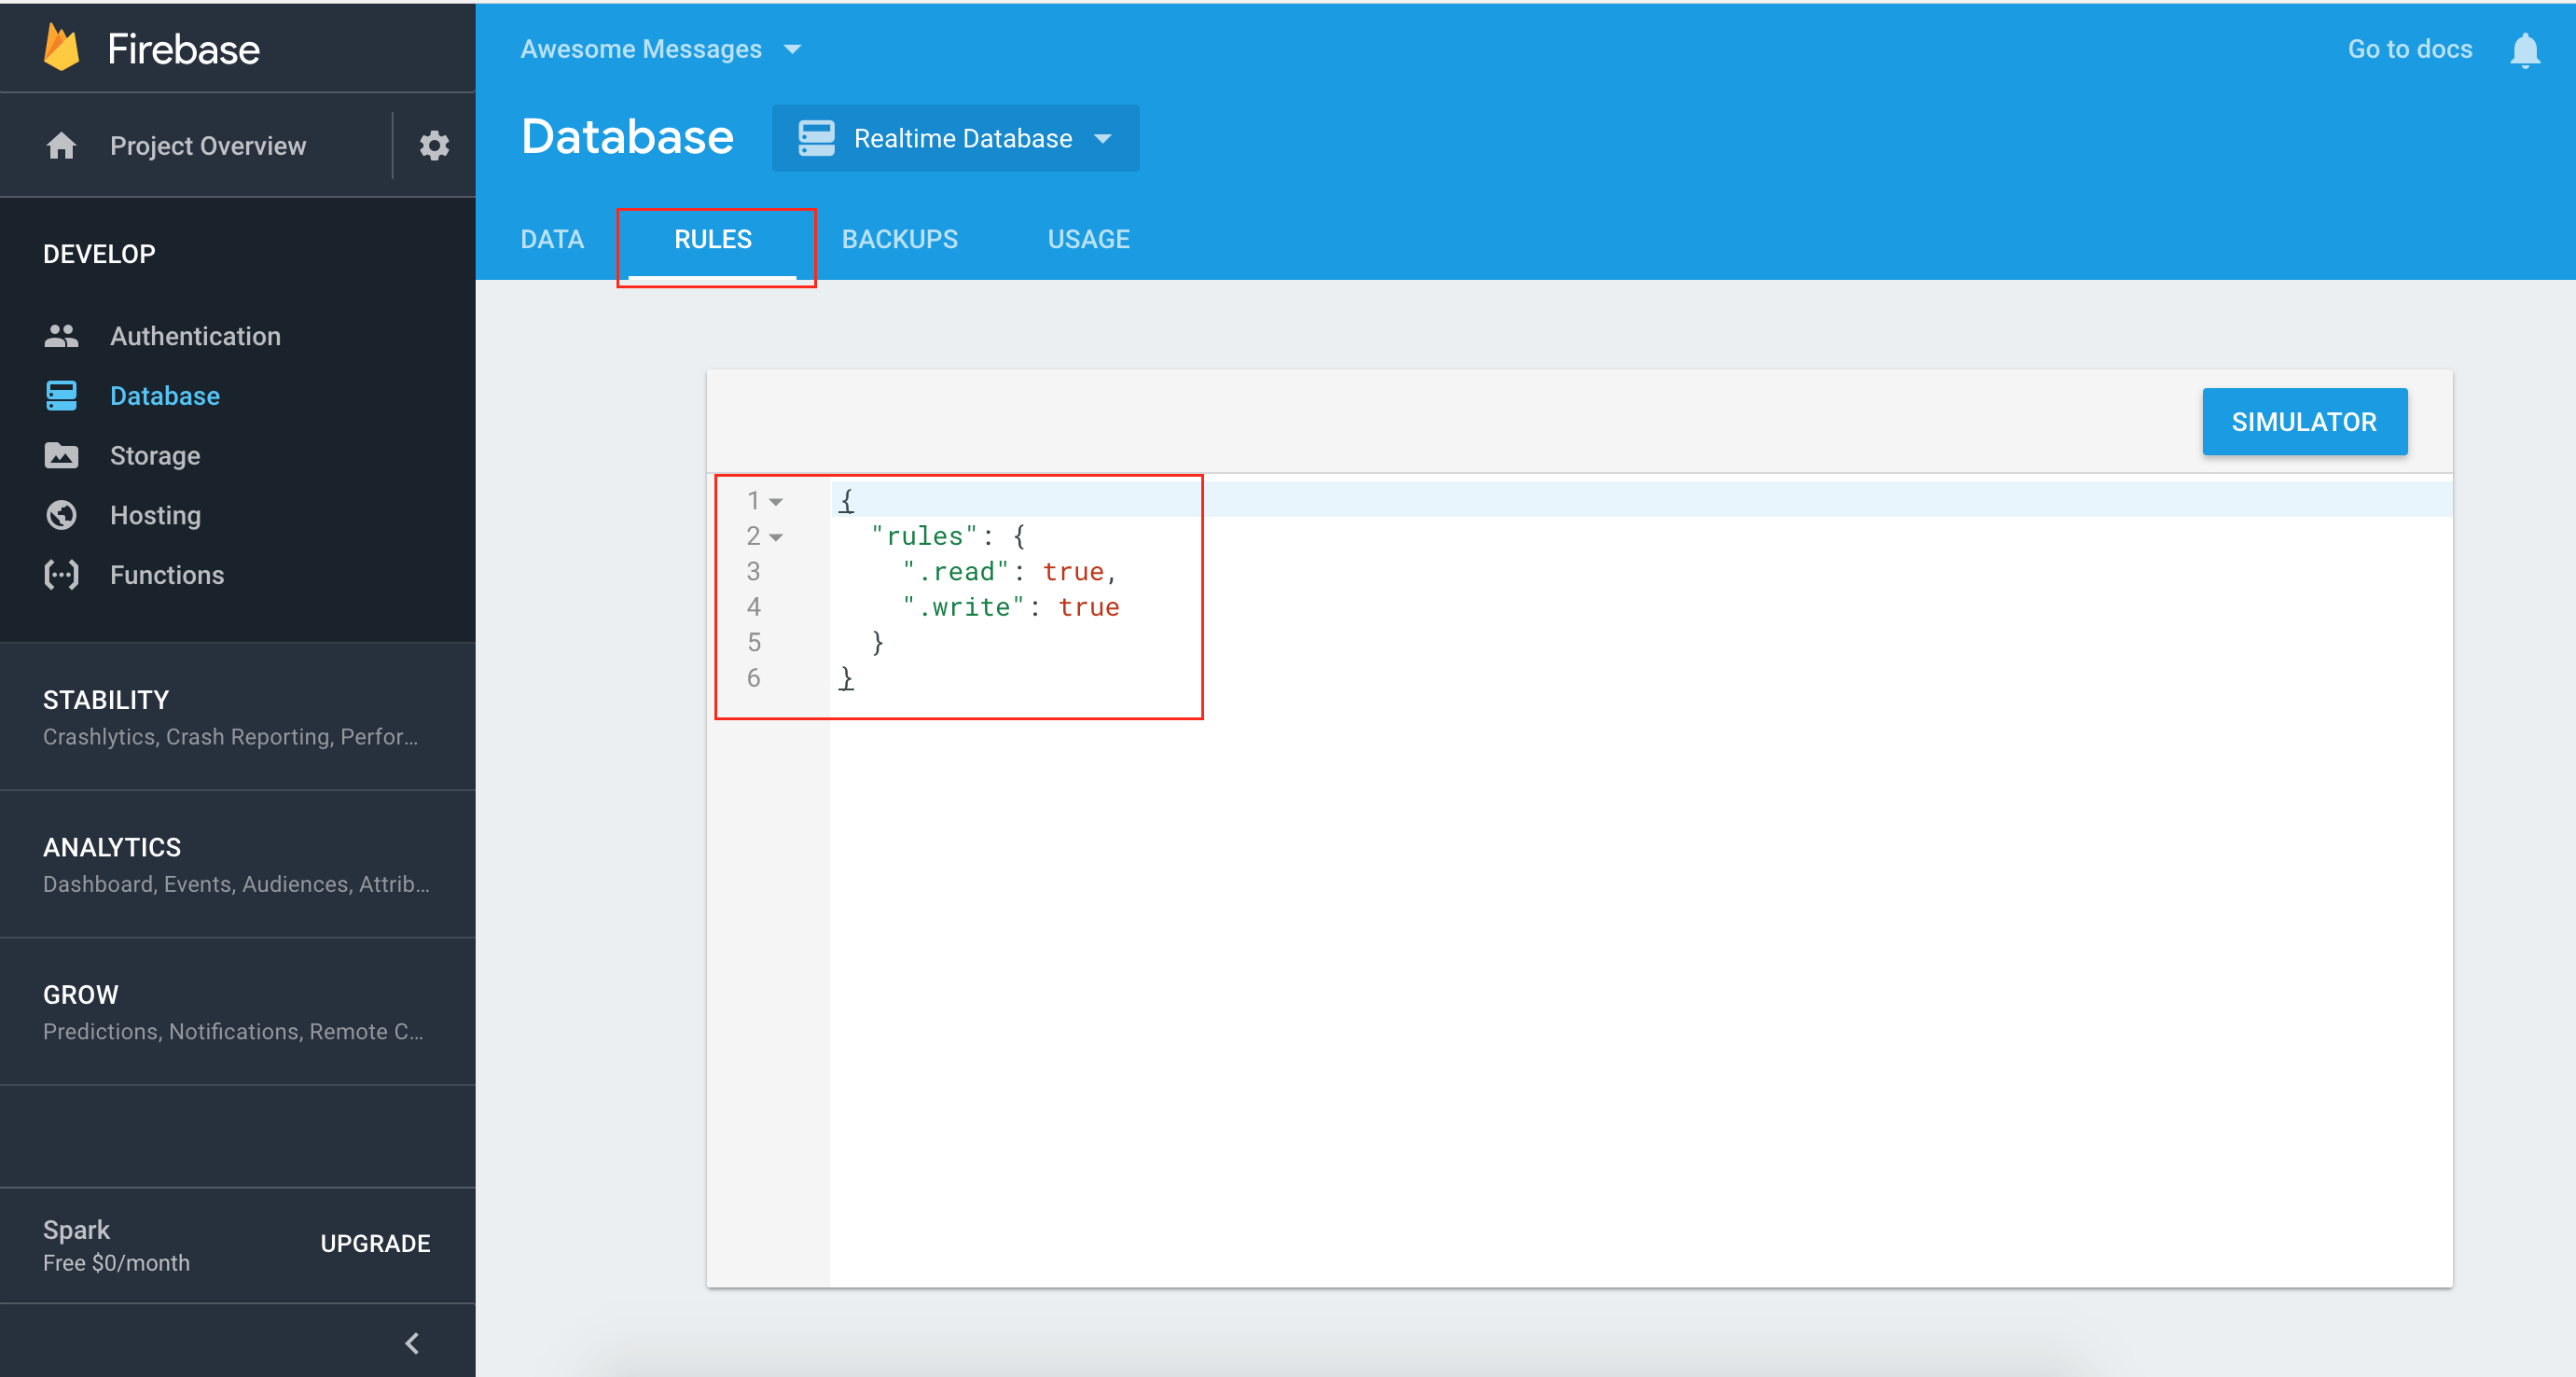 Firebase
Project Overview
DEVELOP
Authentication
Database
Storage
Hosting
Functions
STABILITY
Crashlytics, Crash Reporting, Perfor...
ANALYTICS
Dashboard, Events, Audiences, Attrib...
GROW
Predictions, Notifications, Remote C...
Spark
Free $0/month
UPGRADE
Awesome Messages
Go to docs
Database
Realtime Database
DATA RULES BACKUPS USAGE
SIMULATOR
1 {
2 "rules": {
3 ".read": true,
4 ".write": true
5 }
6 }